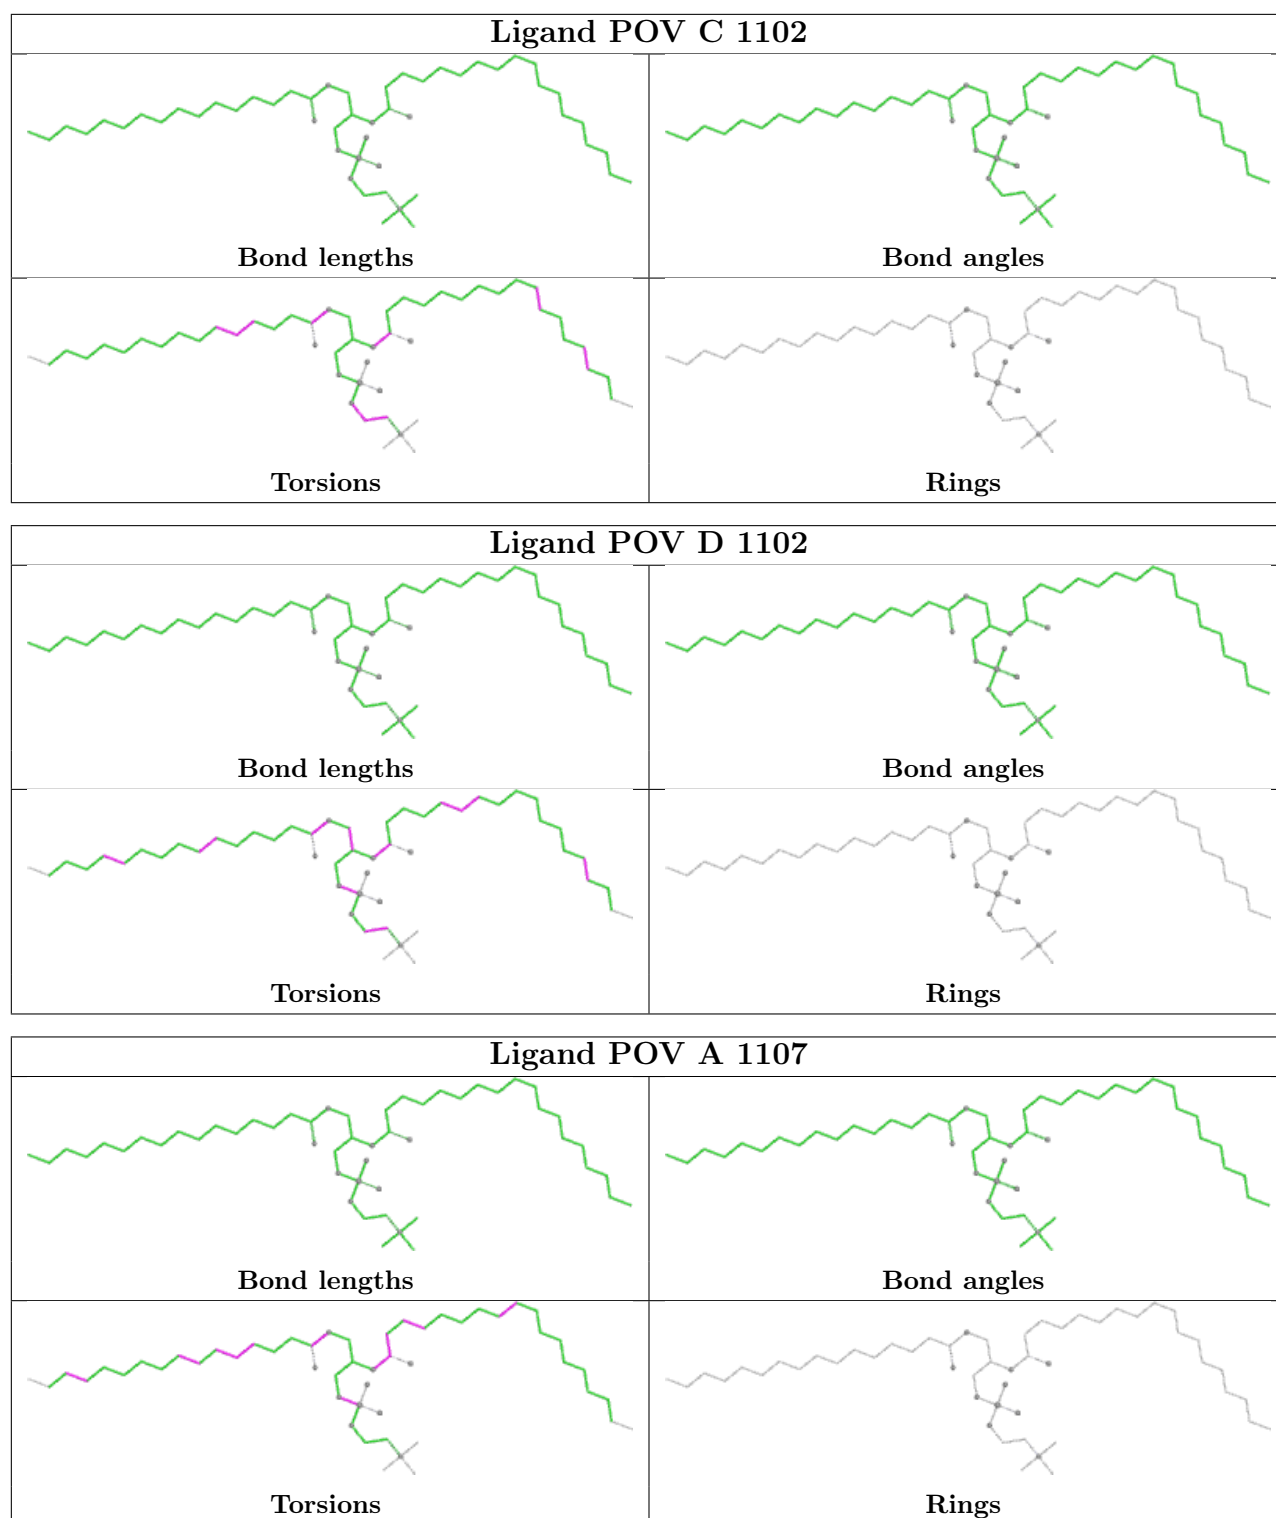 Ligand POV C 1102
Bond lengths
Bond angles
Torsions
Rings
Ligand POV D 1102
Bond lengths
Bond angles
Torsions
Rings
Ligand POV A 1107
Bond lengths
Bond angles
Torsions
Rings